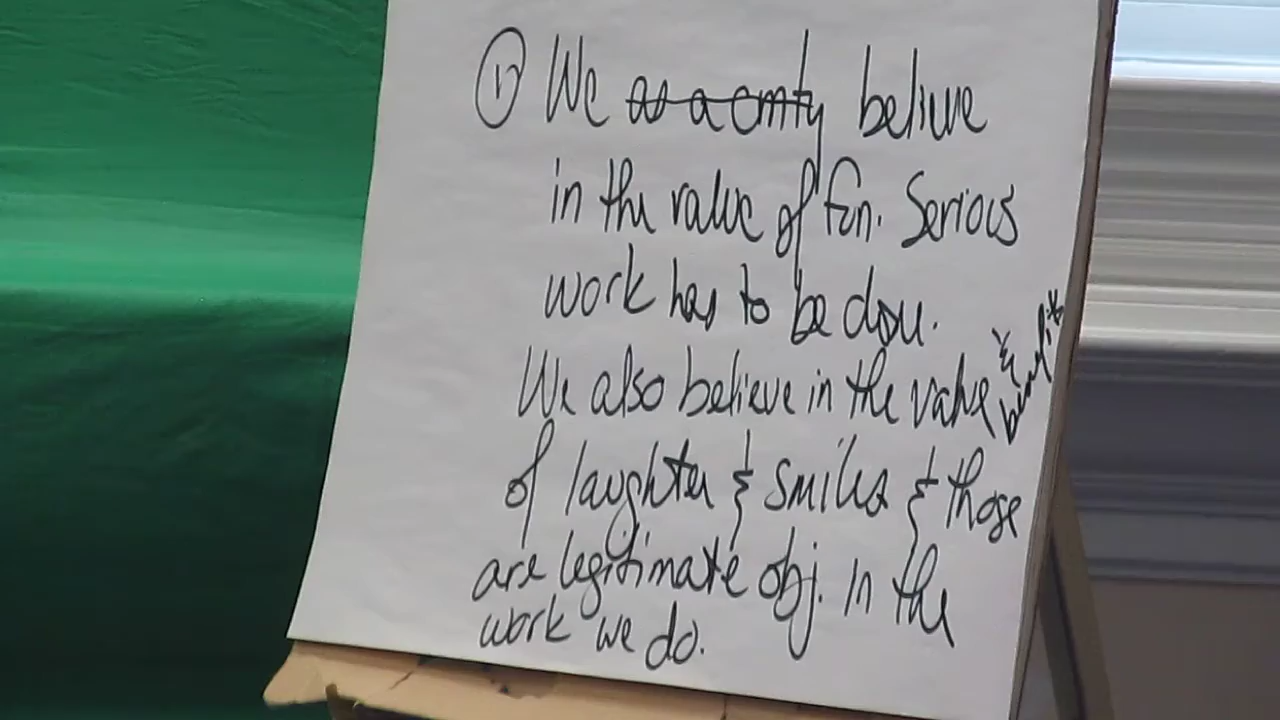 ① We as a cmty believe
in the value of fun. Serious
work has to be done.
We also believe in the value & benefit
of laughter & smiles & those
are legitimate obj. in the
work we do.